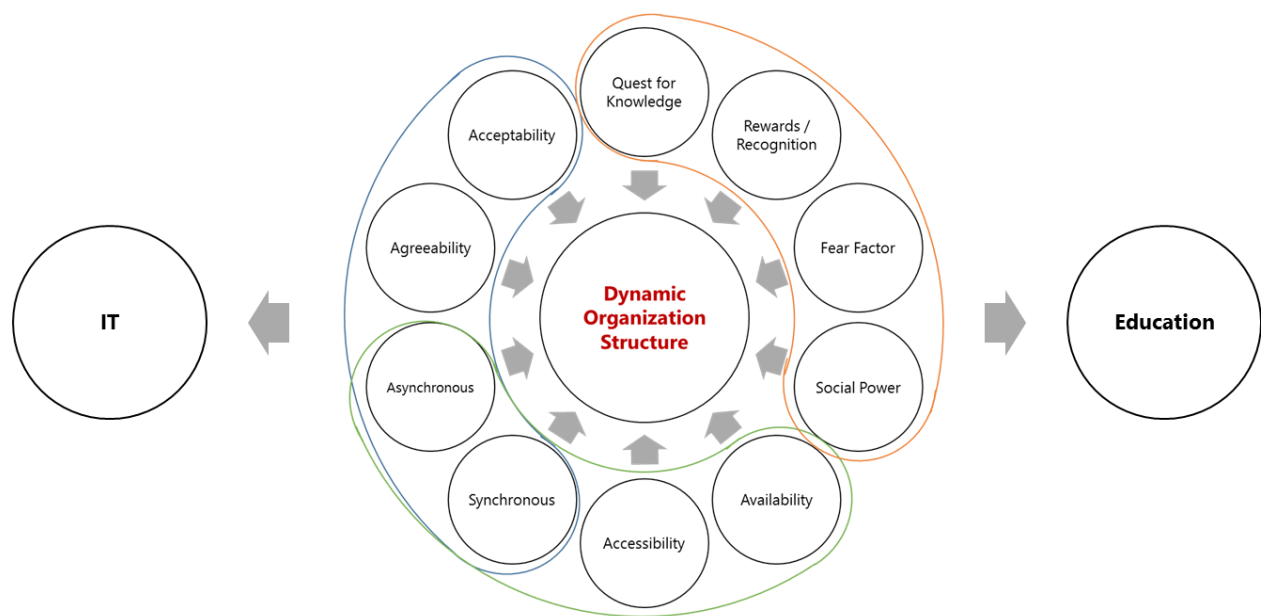 Quest for
Knowledge
Rewards /
Recognition
Acceptability
Agreeability
Fear Factor
IT
Dynamic
Organization
Structure
Education
Asynchronous
Social Power
Synchronous
Availability
Accessibility